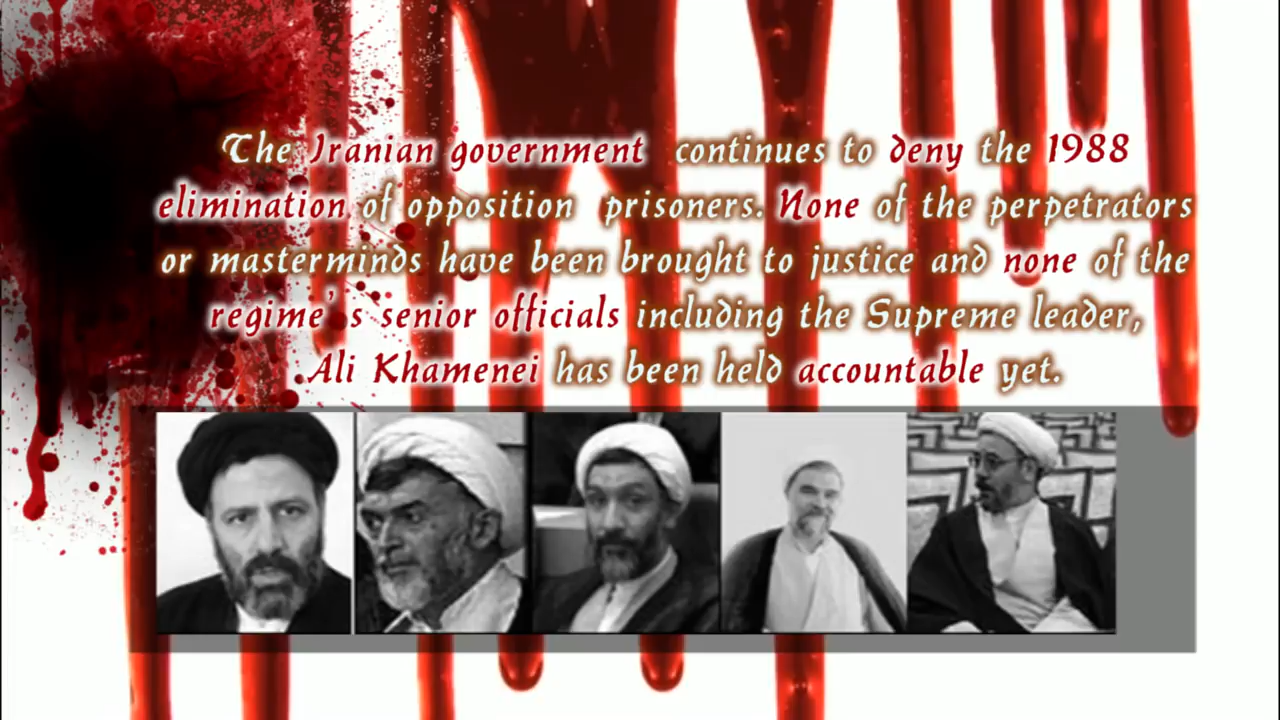 The Iranian government continues to deny the 1988
elimination of opposition prisoners. None of the perpetrators
or masterminds have been brought to justice and none of the
regime's senior officials including the Supreme leader,
Ali Khamenei has been held accountable yet.